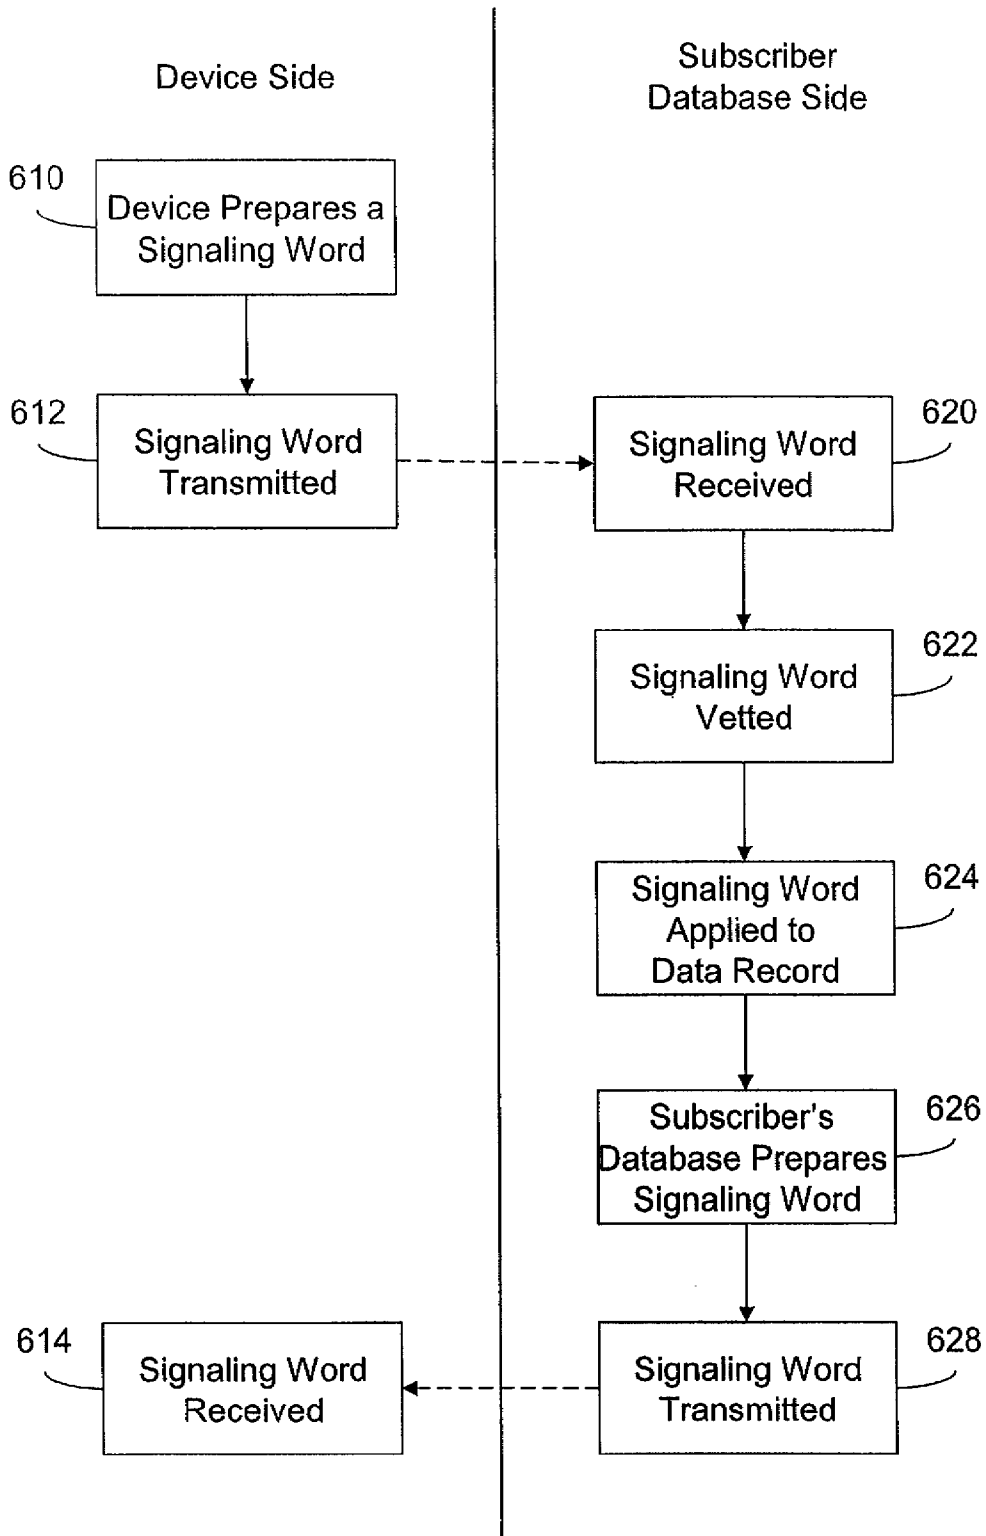 Device Side
Subscriber
Database Side
610
Device Prepares a
Signaling Word
612
Signaling Word
Transmitted
620
Signaling Word
Received
622
Signaling Word
Vetted
624
Signaling Word
Applied to
Data Record
626
Subscriber's
Database Prepares
Signaling Word
614
Signaling Word
Received
628
Signaling Word
Transmitted